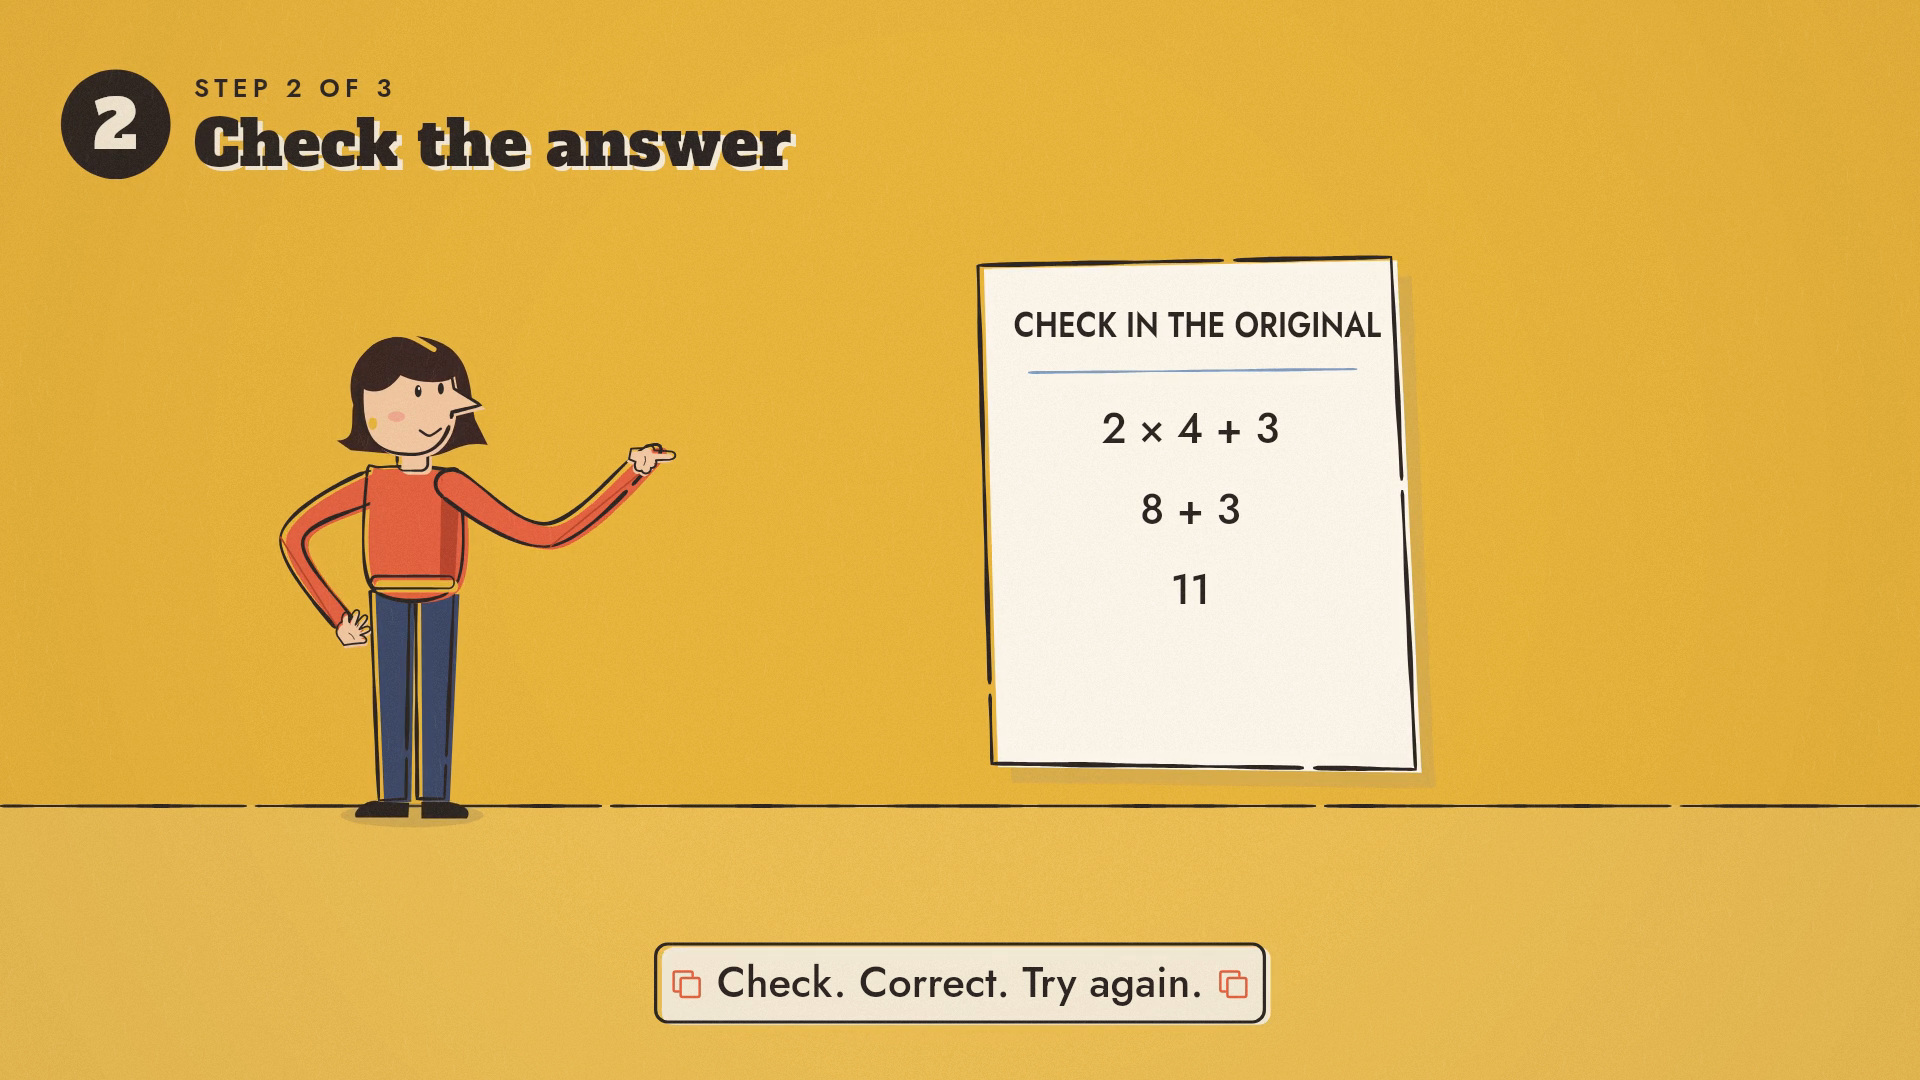 2
STEP 2 OF 3
Check the answer
CHECK IN THE ORIGINAL
2 × 4 + 3
8 + 3
11
Check. Correct. Try again.